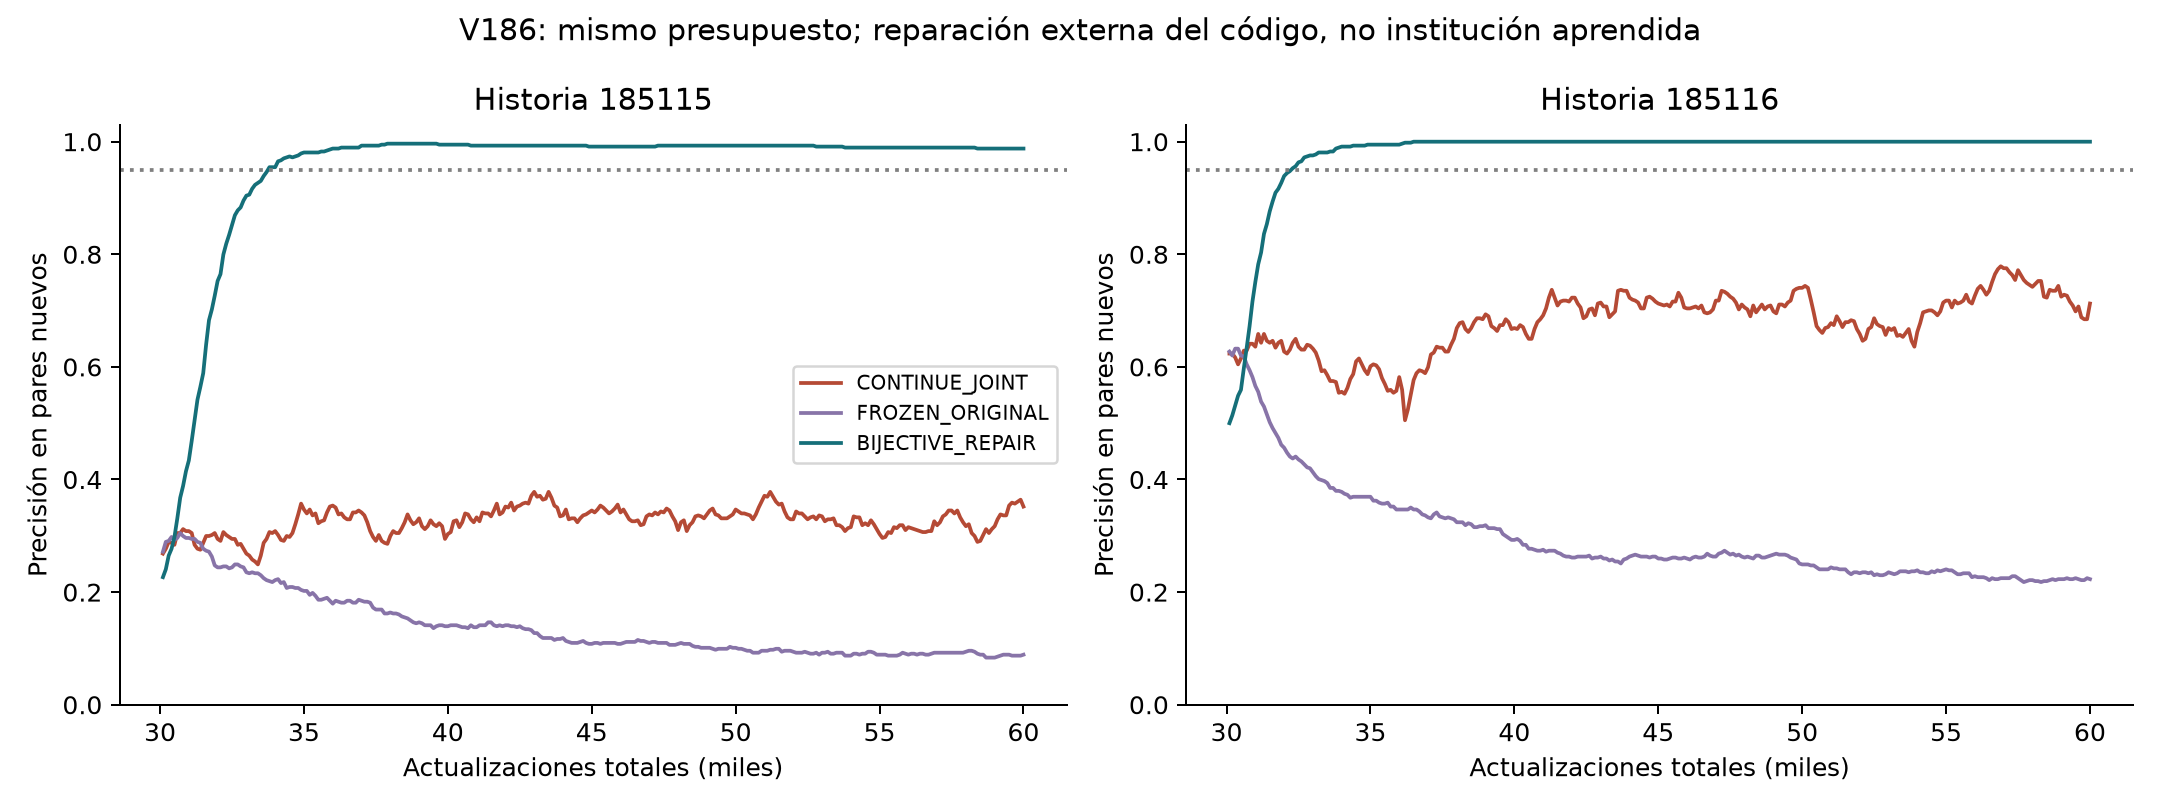 V186: mismo presupuesto; reparación externa del código, no institución aprendida
Historia 185115
Precisión en pares nuevos
1.0
0.8
0.6
0.4
0.2
0.0
CONTINUE_JOINT
FROZEN_ORIGINAL
BIJECTIVE_REPAIR
30 35 40 45 50 55 60
Actualizaciones totales (miles)
Historia 185116
Precisión en pares nuevos
1.0
0.8
0.6
0.4
0.2
0.0
30 35 40 45 50 55 60
Actualizaciones totales (miles)